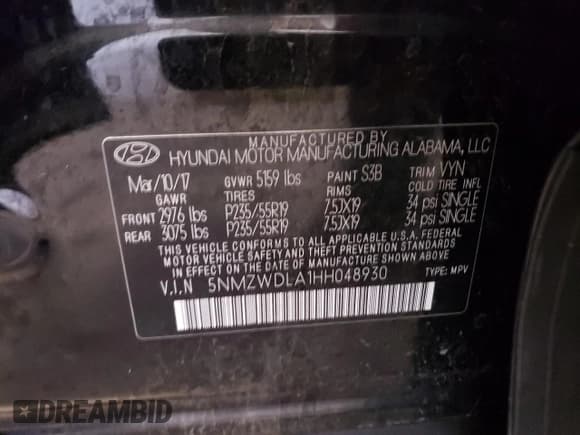 MANUFACTURED BY
HYUNDAI MOTOR MANUFACTURING ALABAMA, LLC
Mar/10/17 GVWR 5159 lbs PAINT S3B TRIM VYN
GAWR TIRES RIMS COLD TIRE INFL
FRONT 2976 lbs P235/55R19 7.5JX19 34 psi SINGLE
REAR 3075 lbs P235/55R19 7.5JX19 34 psi SINGLE
THIS VEHICLE CONFORMS TO ALL APPLICABLE U.S.A. FEDERAL
MOTOR VEHICLE SAFETY AND THEFT PREVENTION STANDARDS
IN EFFECT ON THE DATE OF MANUFACTURE SHOWN ABOVE.
V.I.N 5NMZWDLA1HH048930 TYPE: MPV
DREAMBID